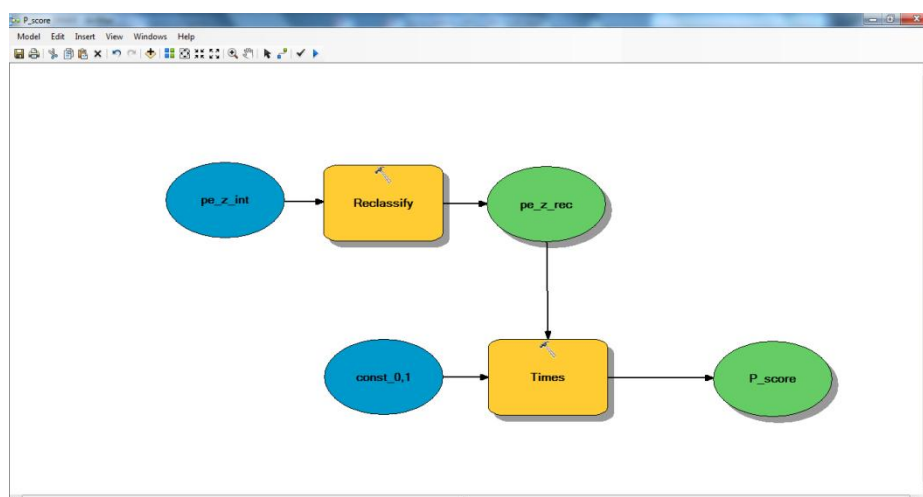 P_score
Model Edit Insert View Windows Help
pe_z_int
Reclassify
pe_z_rec
const_0,1
Times
P_score